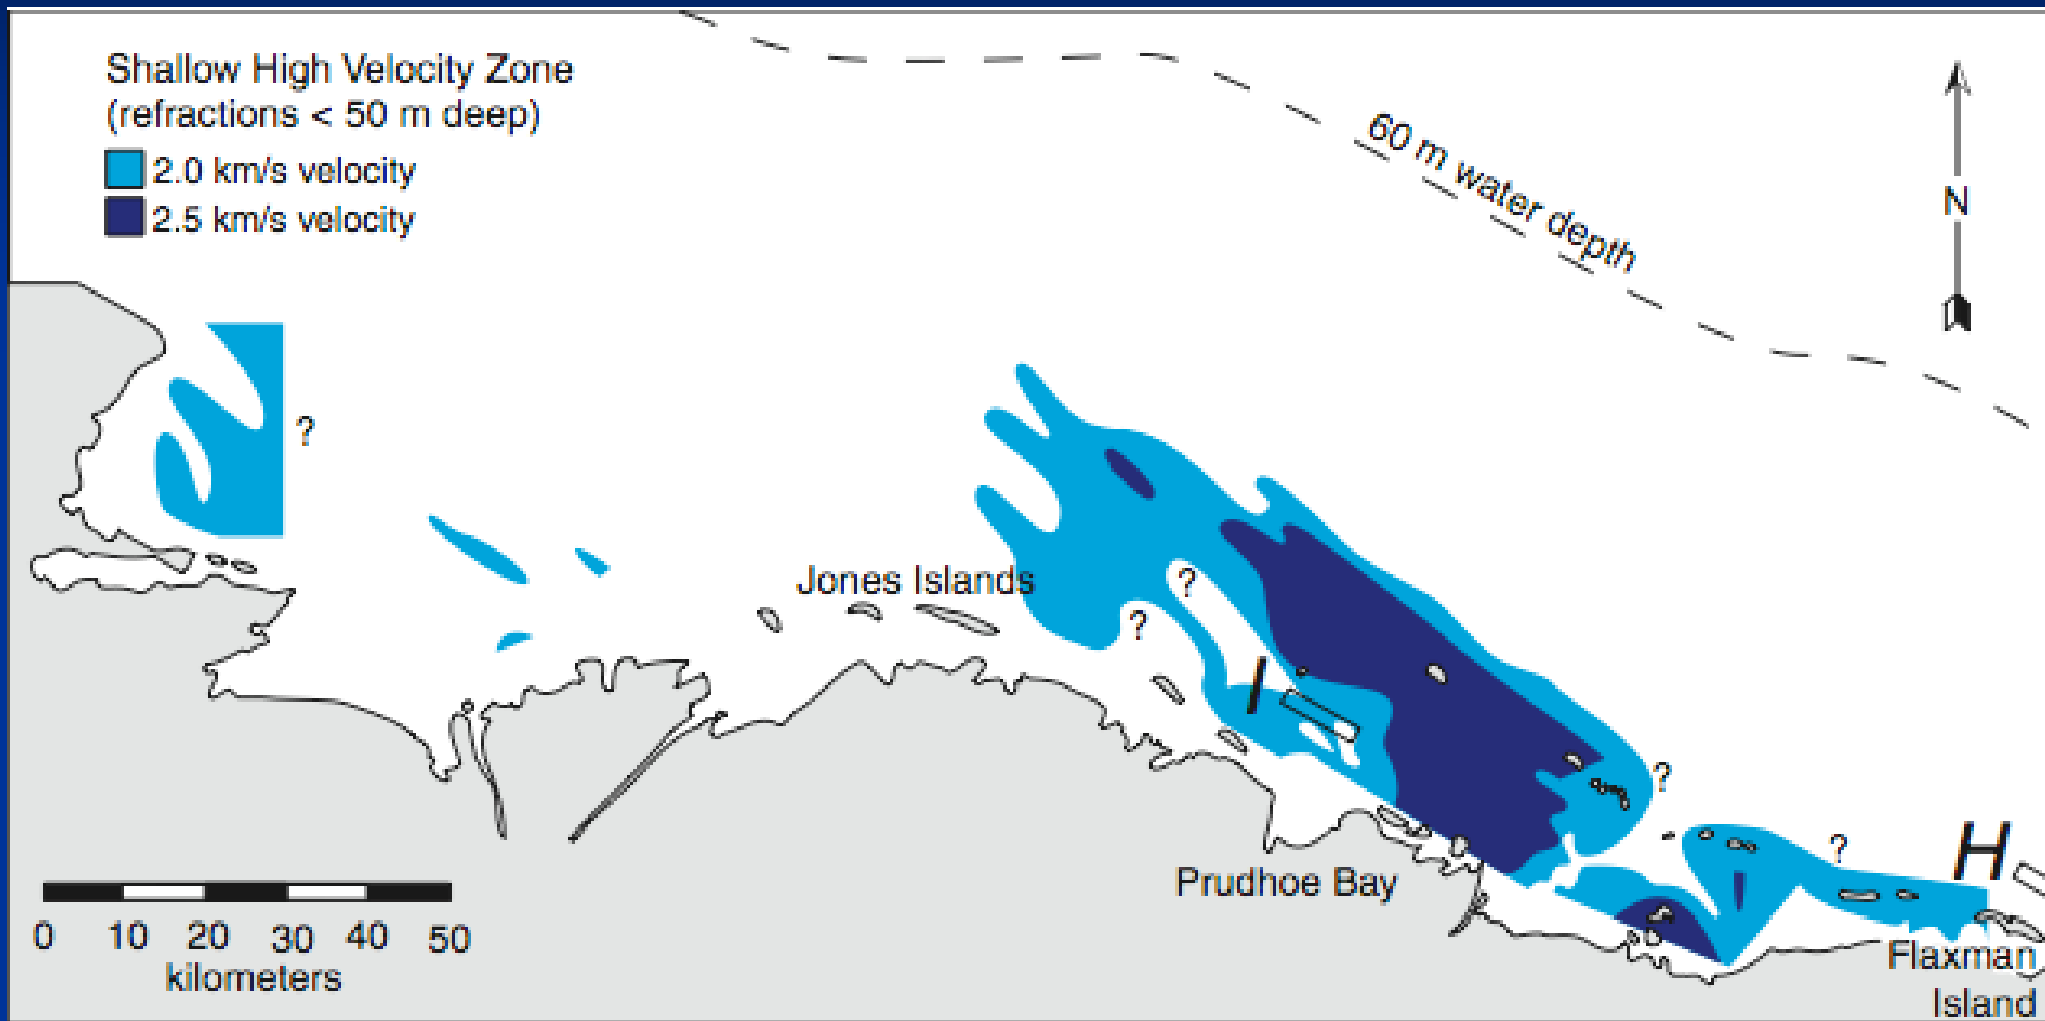 Shallow High Velocity Zone
(refractions < 50 m deep)
2.0 km/s velocity
2.5 km/s velocity
60 m water depth
N
?
Jones Islands
?
?
I
?
?
H
Prudhoe Bay
0 10 20 30 40 50
kilometers
Flaxman
Island